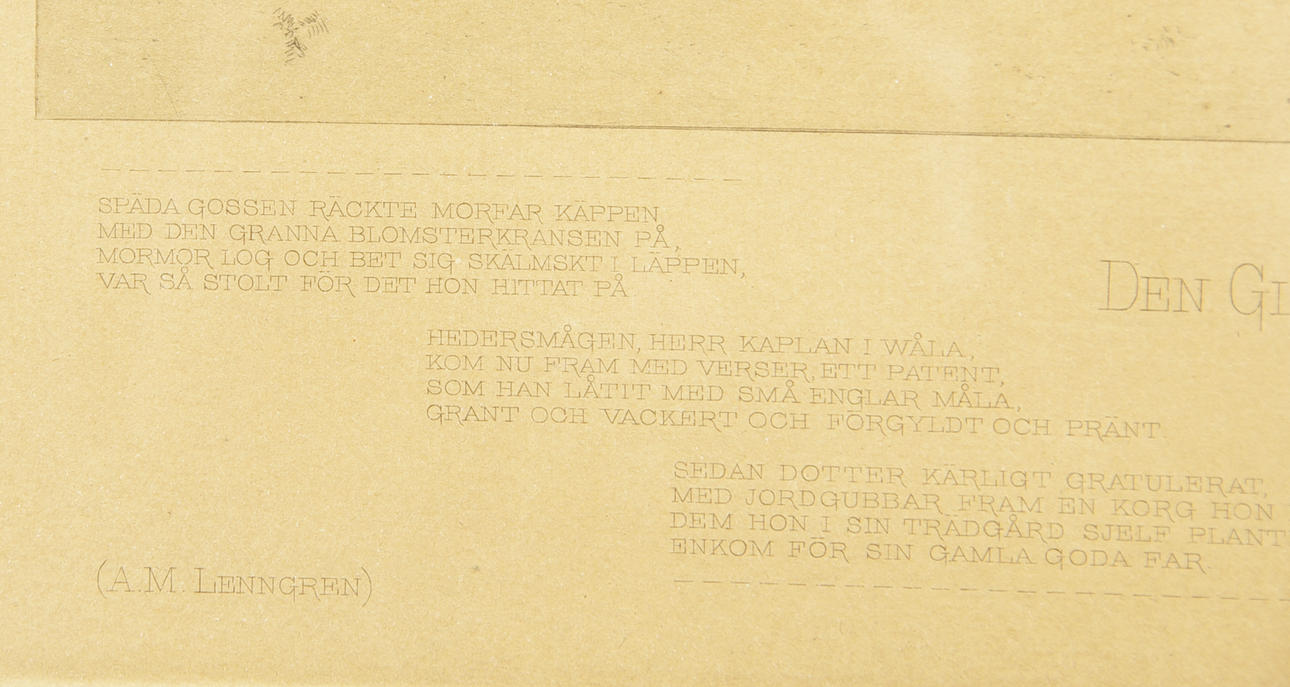 SPÄDA GOSSEN RÄCKTE MORFAR KÄPPEN
MED DEN GRANNA BLOMSTERKRANSEN PÅ,
MORMOR LOG OCH BET SIG SKÄLMSKT I LÄPPEN,
VAR SÅ STOLT FÖR DET HON HITTAT PÅ.
HEDERSMÅGEN, HERR KAPLAN I WÅLA,
KOM NU FRAM MED VERSER, ETT PATENT,
SOM HAN LÅTIT MED SMÅ ENGLAR MÅLA,
GRANT OCH VACKERT OCH FÖRGYLDT OCH PRÄNT.
SEDAN DOTTER KÄRLIGT GRATULERAT,
MED JORDGUBBAR FRAM EN KORG HON
DEM HON I SIN TRÄDGÅRD SJELF PLANT
ENKOM FÖR SIN GAMLA GODA FAR.
(A.M. LENNGREN)
DEN GL